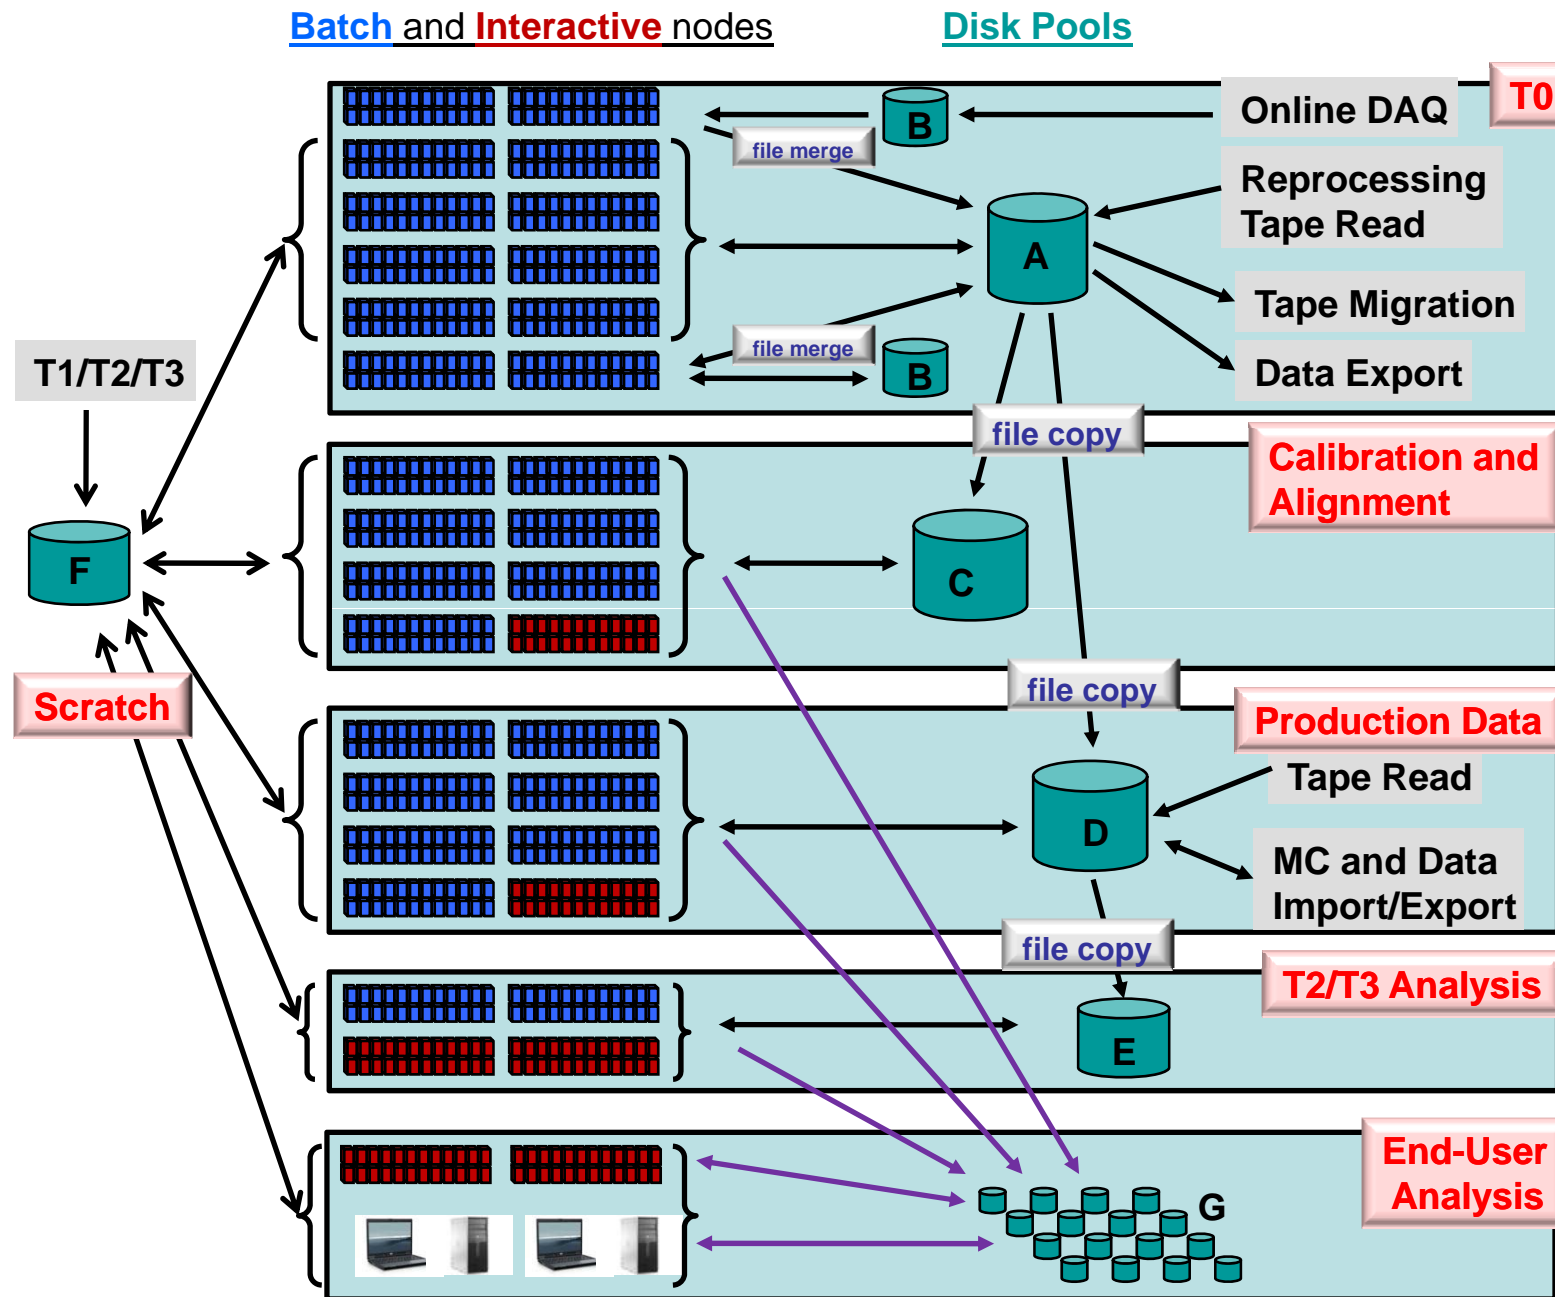 Batch and Interactive nodes
Disk Pools
T0
B
Online DAQ
file merge
Reprocessing
Tape Read
A
Tape Migration
file merge
B
Data Export
T1/T2/T3
file copy
Calibration and
Alignment
F
C
Scratch
file copy
Production Data
Tape Read
D
MC and Data
Import/Export
file copy
T2/T3 Analysis
E
End-User
Analysis
G